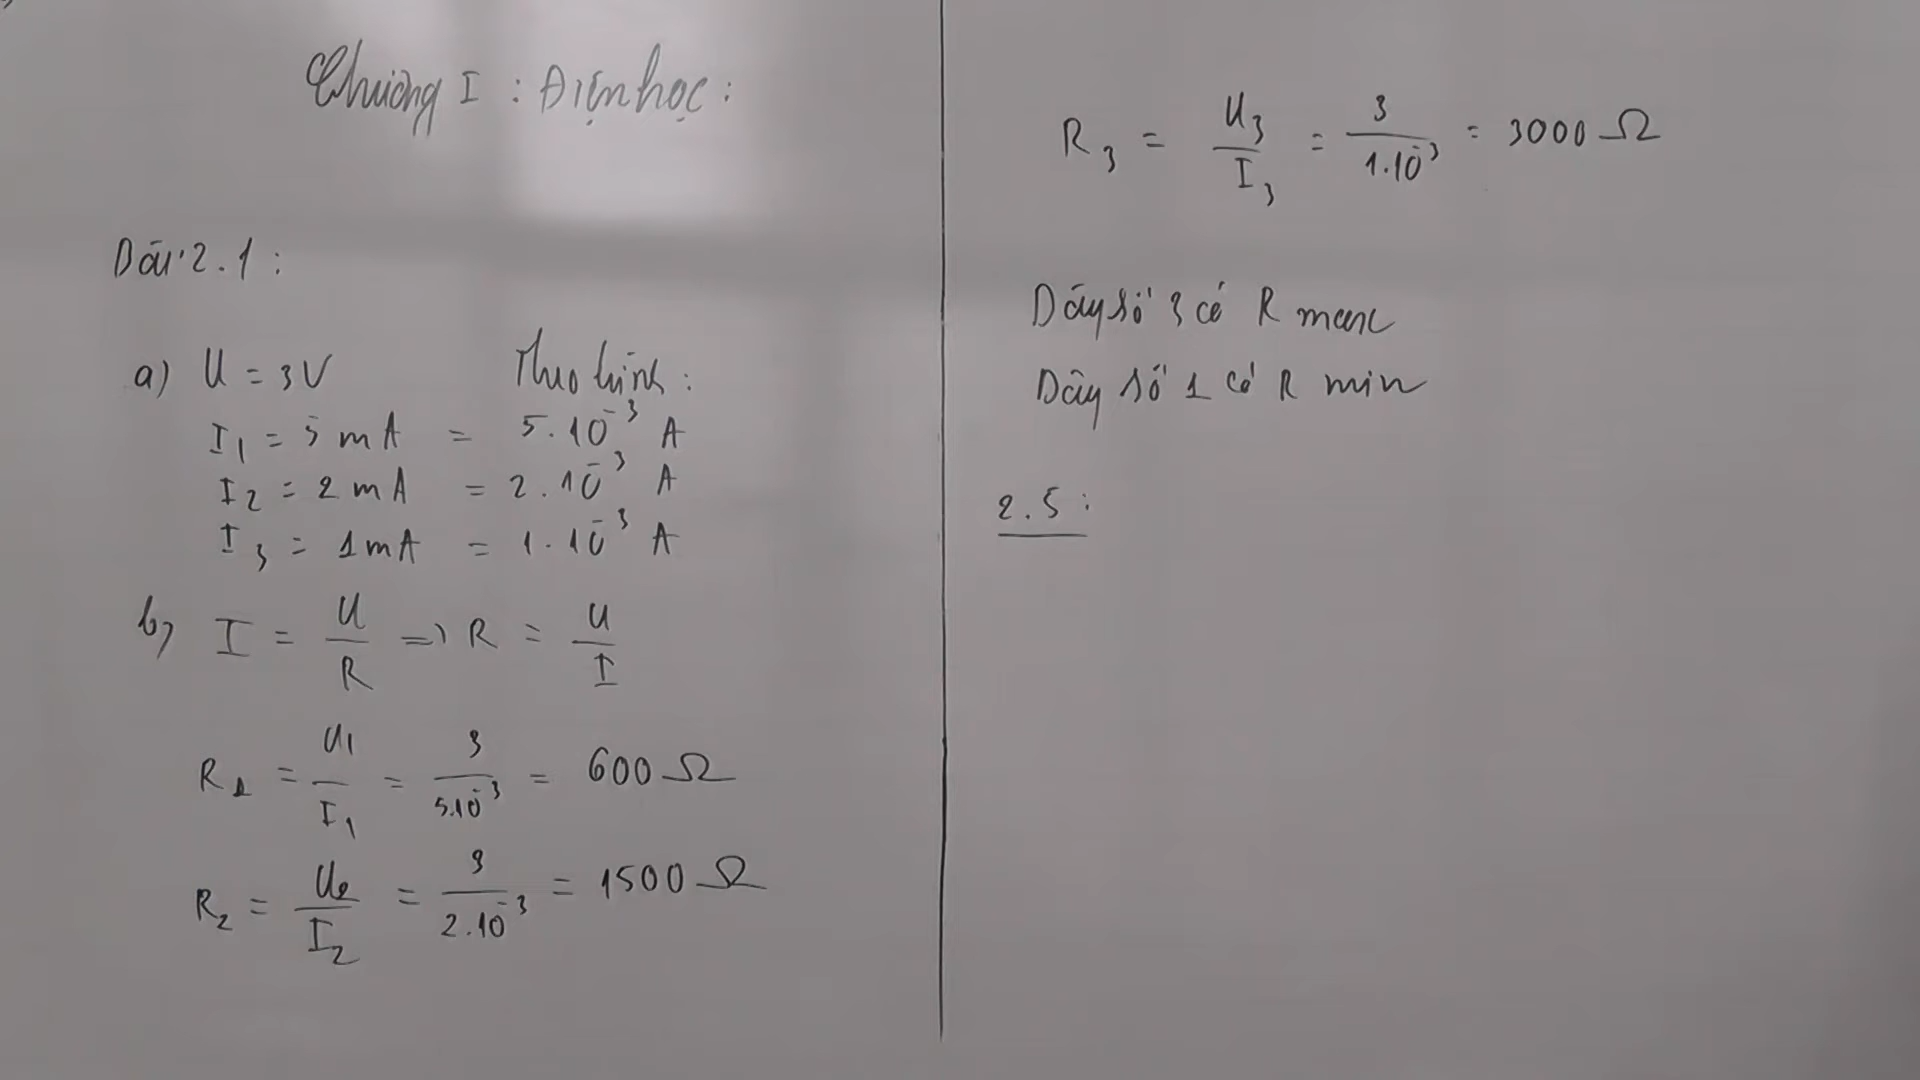 Chương I : Điện học :
Bài 2.1 :
a) U = 3V Theo hình :
I₁ = 5 mA = 5.10⁻³ A
I₂ = 2 mA = 2.10⁻³ A
I₃ = 1mA = 1.10⁻³ A
b) I = U/R => R = U/I
R₁ = U₁/I₁ = 3/5.10⁻³ = 600 Ω
R₂ = U₂/I₂ = 3/2.10⁻³ = 1500 Ω
R₃ = U₃/I₃ = 3/1.10⁻³ = 3000 Ω
Dây số 3 có R max
Dây số 1 có R min
2.5 :